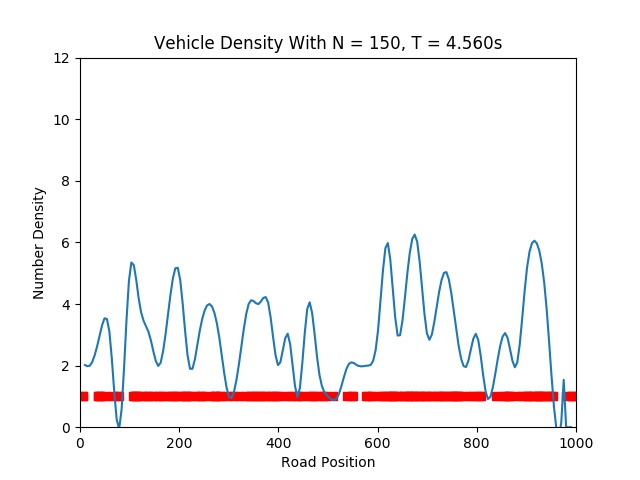 Vehicle Density With N = 150, T = 4.560s
12
10
8
6
4
2
0
Number Density
0 200 400 600 800 1000
Road Position